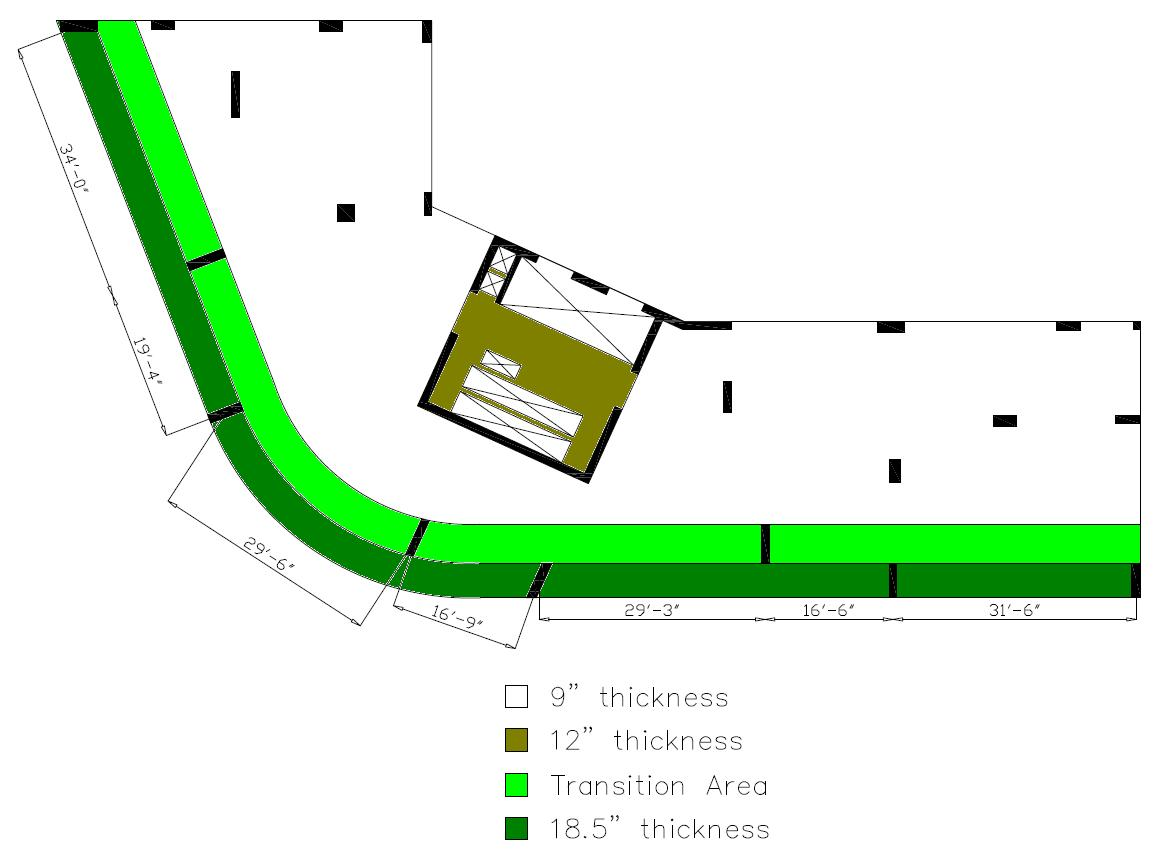 34'-0"
19'-4"
29'-6"
16'-9"
29'-3"
16'-6"
31'-6"
9" thickness
12" thickness
Transition Area
18.5" thickness